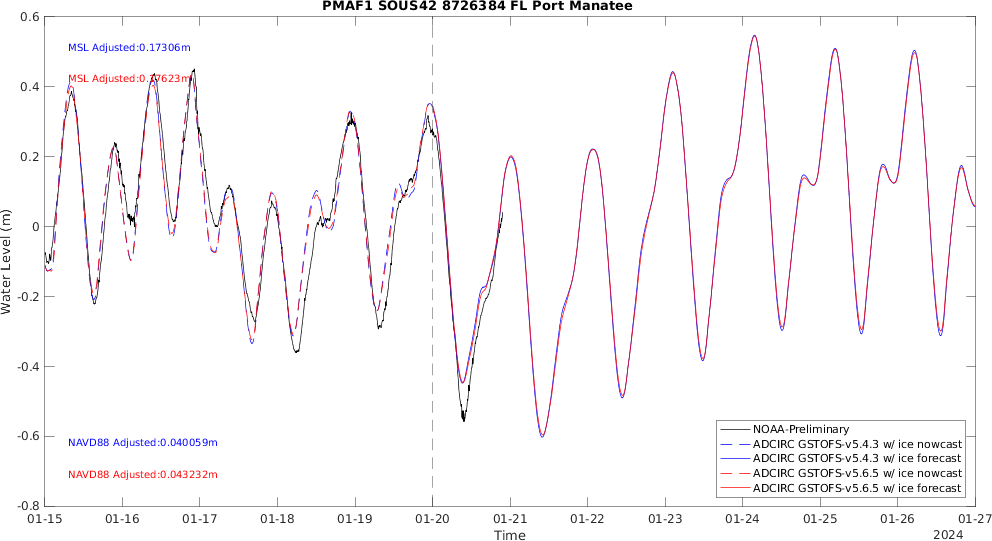 PMAF1 SOUS42 8726384 FL Port Manatee
0.6
0.4
0.2
0
-0.2
-0.4
-0.6
-0.8
Water Level (m)
MSL Adjusted:0.17306m
MSL Adjusted:0.17623m
NAVD88 Adjusted:0.040059m
NAVD88 Adjusted:0.043232m
NOAA-Preliminary
ADCIRC GSTOFS-v5.4.3 w/ ice nowcast
ADCIRC GSTOFS-v5.4.3 w/ ice forecast
ADCIRC GSTOFS-v5.6.5 w/ ice nowcast
ADCIRC GSTOFS-v5.6.5 w/ ice forecast
01-15 01-16 01-17 01-18 01-19 01-20 01-21 01-22 01-23 01-24 01-25 01-26 01-27
Time
2024